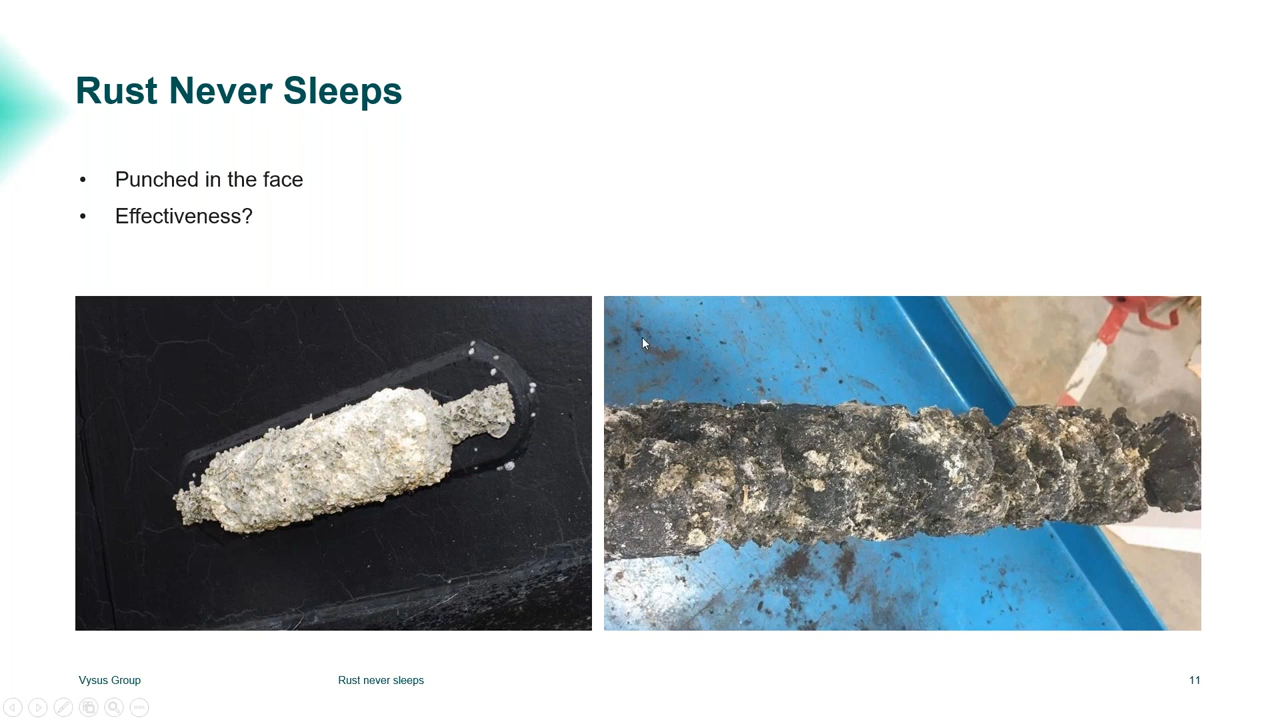 Rust Never Sleeps
• Punched in the face
• Effectiveness?
Vysus Group
Rust never sleeps
11